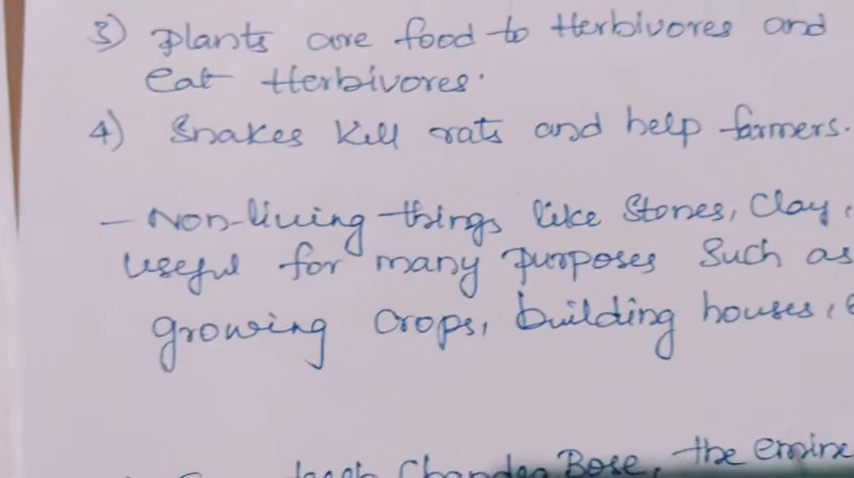 3) Plants are food to Herbivores and
eat Herbivores.
4) Snakes kill rats and help farmers.
- Non-living things like Stones, Clay,
useful for many purposes such as
growing crops, building houses,
Bose, the